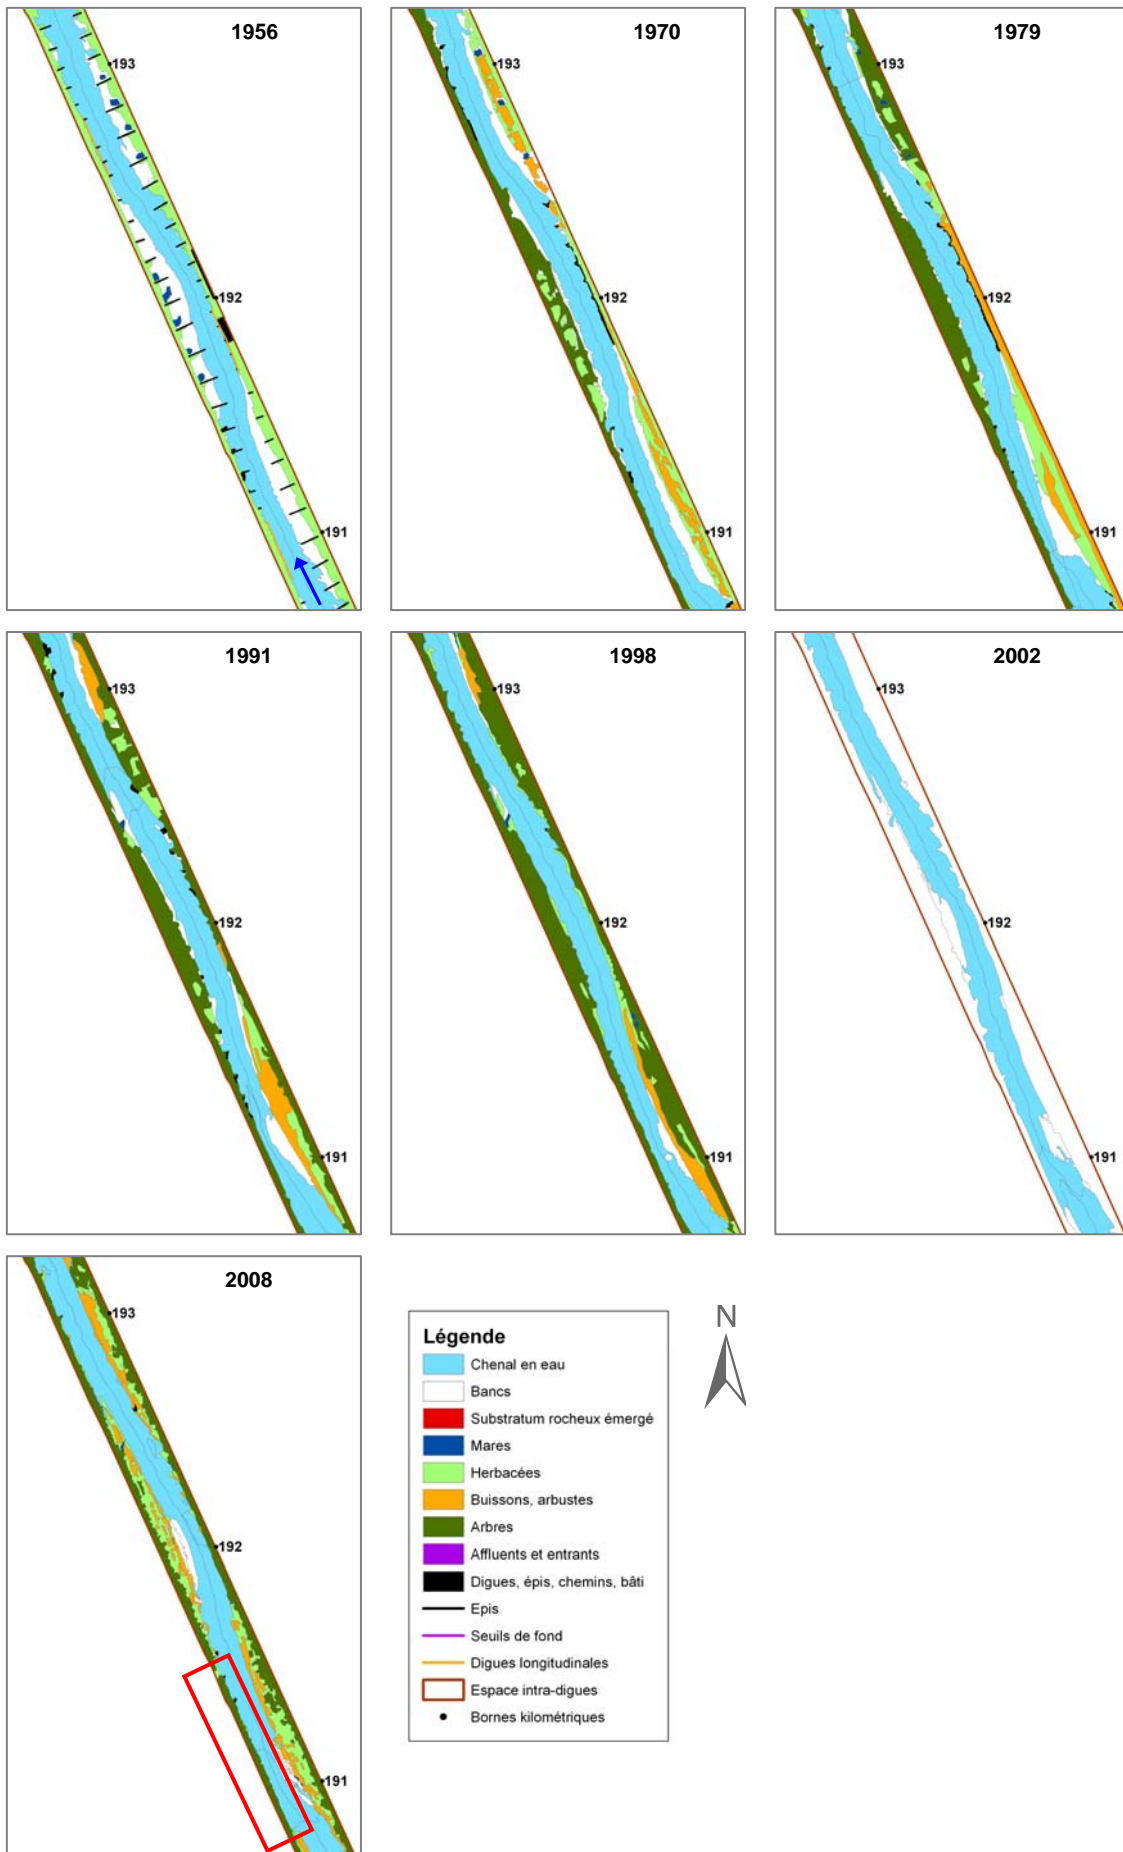 1956
193
192
191
1970
193
192
191
1979
193
192
191
1991
193
192
191
1998
193
192
191
2002
193
192
191
2008
193
192
191
Légende
Chenal en eau
Bancs
Substratum rocheux émergé
Mares
Herbacées
Buissons, arbustes
Arbres
Affluents et entrants
Digues, épis, chemins, bâti
Epis
Seuils de fond
Digues longitudinales
Espace intra-digues
Bornes kilométriques
N